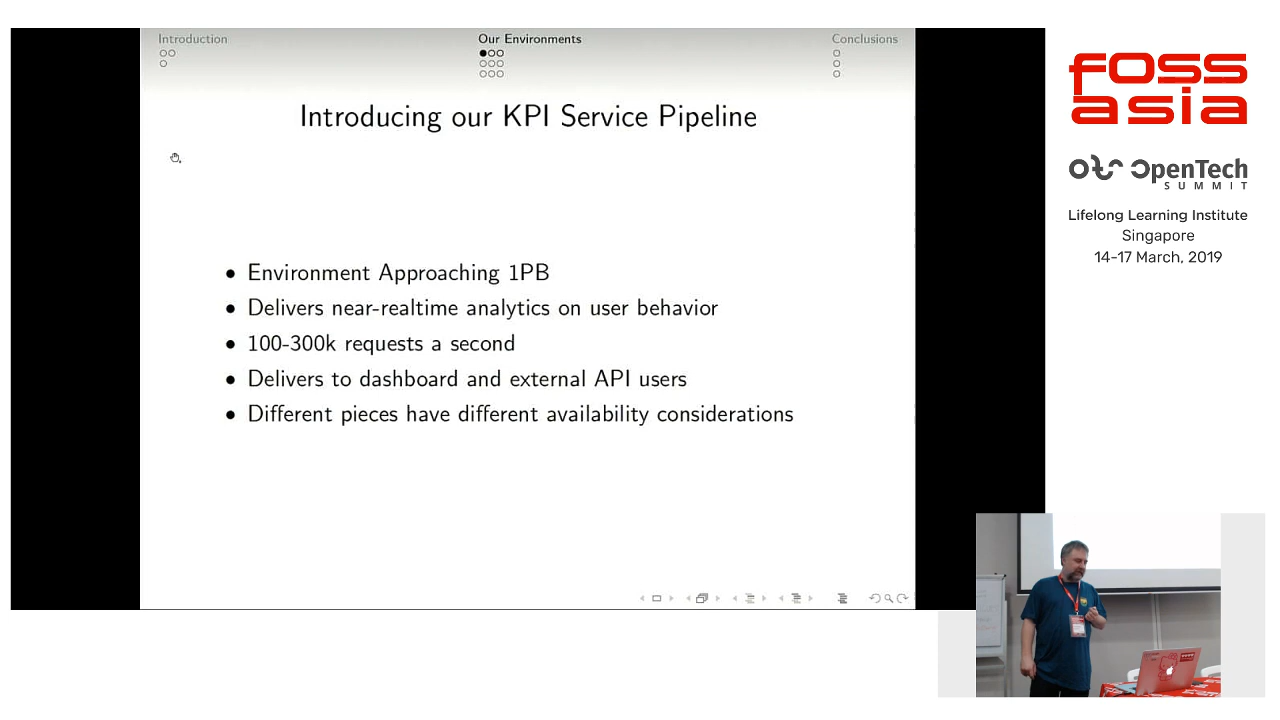 Introduction
Our Environments
Conclusions
Introducing our KPI Service Pipeline
• Environment Approaching 1PB
• Delivers near-realtime analytics on user behavior
• 100-300k requests a second
• Delivers to dashboard and external API users
• Different pieces have different availability considerations
FOSS
asia
OpenTech
SUMMIT
Lifelong Learning Institute
Singapore
14-17 March, 2019